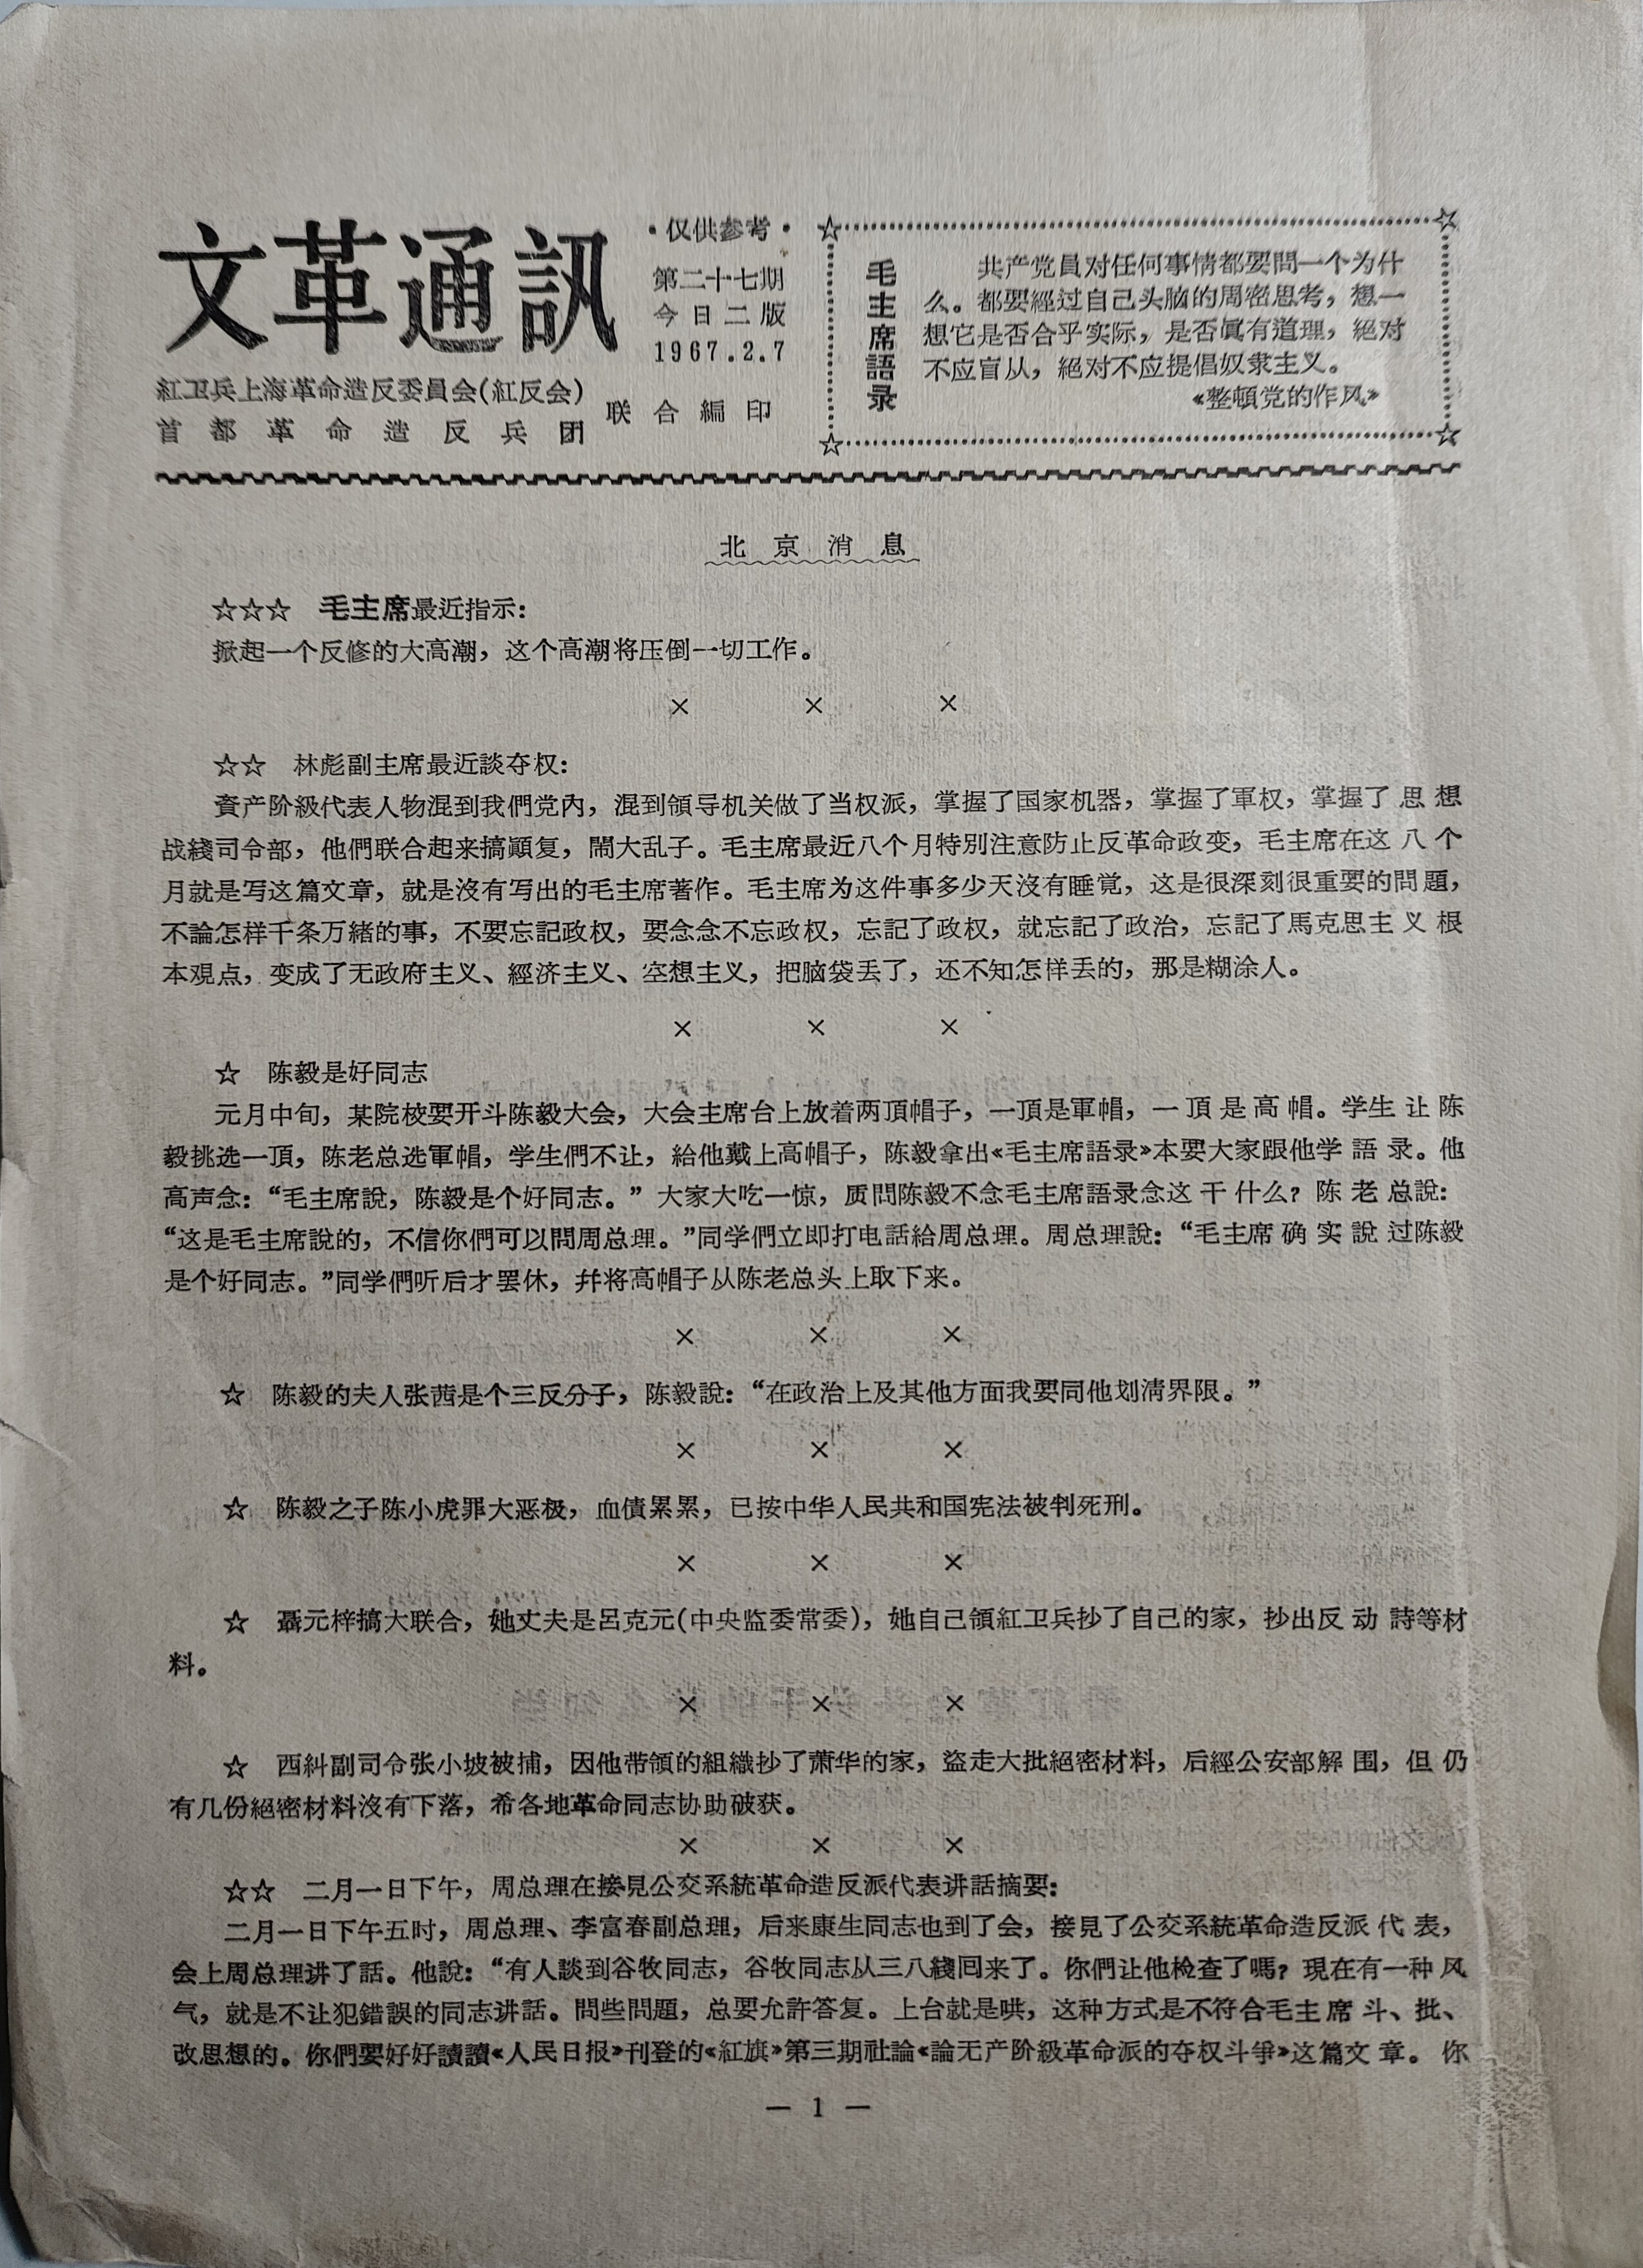 文革通訊
·仅供参考·
第二十七期
今日二版
1967.2.7
紅卫兵上海革命造反委員会(紅反会)
首都革命造反兵团
联合編印
毛主席語录
共产党員对任何事情都要問一个为什
么。都要經过自己头脑的周密思考，想一
想它是否合乎实际，是否眞有道理，絕对
不应盲从，絕对不应提倡奴隶主义。
《整頓党的作风》
北京消息
☆☆☆ 毛主席最近指示：
掀起一个反修的大高潮，这个高潮将压倒一切工作。
× × ×
☆☆ 林彪副主席最近談夺权：
資产阶級代表人物混到我們党內，混到領导机关做了当权派，掌握了国家机器，掌握了軍权，掌握了思想
战綫司令部，他們联合起来搞顚复，鬧大乱子。毛主席最近八个月特別注意防止反革命政变，毛主席在这八个
月就是写这篇文章，就是沒有写出的毛主席著作。毛主席为这件事多少天沒有睡觉，这是很深刻很重要的問題，
不論怎样千条万緒的事，不要忘記政权，要念念不忘政权，忘記了政权，就忘記了政治，忘記了馬克思主义根
本观点，变成了无政府主义、經济主义、空想主义，把脑袋丢了，还不知怎样丢的，那是糊涂人。
× × ×
☆ 陈毅是好同志
元月中旬，某院校要开斗陈毅大会，大会主席台上放着两頂帽子，一頂是軍帽，一頂是高帽。学生让陈
毅挑选一頂，陈老总选軍帽，学生們不让，給他戴上高帽子，陈毅拿出《毛主席語录》本要大家跟他学語录。他
高声念：“毛主席說，陈毅是个好同志。”大家大吃一惊，质問陈毅不念毛主席語录念这干什么？陈老总說：
“这是毛主席說的，不信你們可以問周总理。”同学們立即打电話給周总理。周总理說：“毛主席确实說过陈毅
是个好同志。”同学們听后才罢休，幷将高帽子从陈老总头上取下来。
× × ×
☆ 陈毅的夫人张茜是个三反分子，陈毅說：“在政治上及其他方面我要同他划清界限。”
× × ×
☆ 陈毅之子陈小虎罪大恶极，血債累累，已按中华人民共和国宪法被判死刑。
× × ×
☆ 聶元梓搞大联合，她丈夫是呂克元(中央监委常委)，她自己領紅卫兵抄了自己的家，抄出反动詩等材
料。
× × ×
☆ 西糾副司令张小坡被捕，因他带領的組織抄了萧华的家，盜走大批絕密材料，后經公安部解围，但仍
有几份絕密材料沒有下落，希各地革命同志协助破获。
× × ×
☆☆ 二月一日下午，周总理在接見公交系統革命造反派代表讲話摘要：
二月一日下午五时，周总理、李富春副总理，后来康生同志也到了会，接見了公交系統革命造反派代表，
会上周总理讲了話。他說：“有人談到谷牧同志，谷牧同志从三八綫回来了。你們让他检查了嗎？現在有一种风
气，就是不让犯錯誤的同志讲話。問些問題，总要允許答复。上台就是哄，这种方式是不符合毛主席斗、批、
改思想的。你們要好好讀讀《人民日报》刊登的《紅旗》第三期社論《論无产阶級革命派的夺权斗爭》这篇文章。你
— 1 —